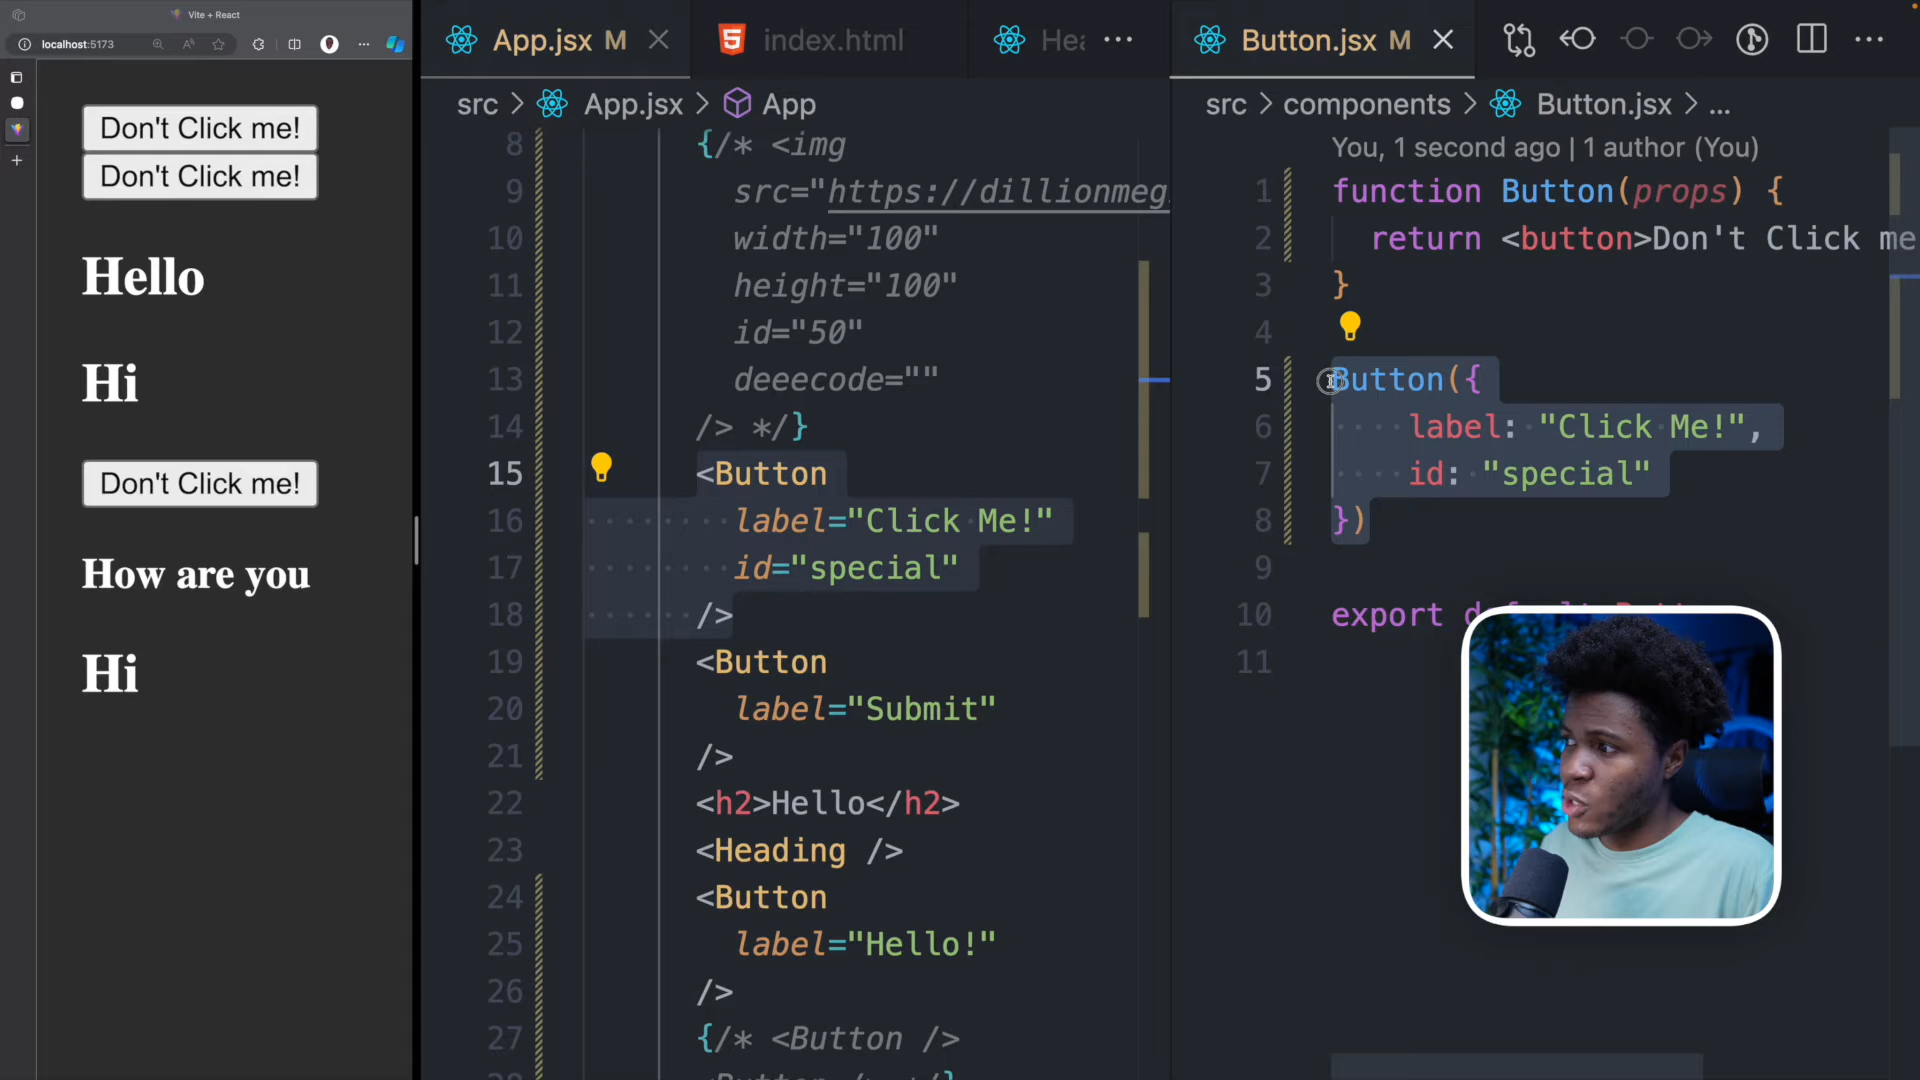 Vite + React
localhost:5173
Don't Click me!
Don't Click me!
Hello
Hi
Don't Click me!
How are you
Hi
App.jsx M
index.html
Button.jsx M
src > App.jsx > App
8 {/* <img
9 src="https://dillionmeg
10 width="100"
11 height="100"
12 id="50"
13 deeecode=""
14 /> */}
15 <Button
16 label="Click Me!"
17 id="special"
18 />
19 <Button
20 label="Submit"
21 />
22 <h2>Hello</h2>
23 <Heading />
24 <Button
25 label="Hello!"
26 />
27 {/* <Button />
src > components > Button.jsx > ...
You, 1 second ago | 1 author (You)
1 function Button(props) {
2 return <button>Don't Click me
3 }
4
5 Button({
6 label: "Click Me!",
7 id: "special"
8 })
9
10 export
11